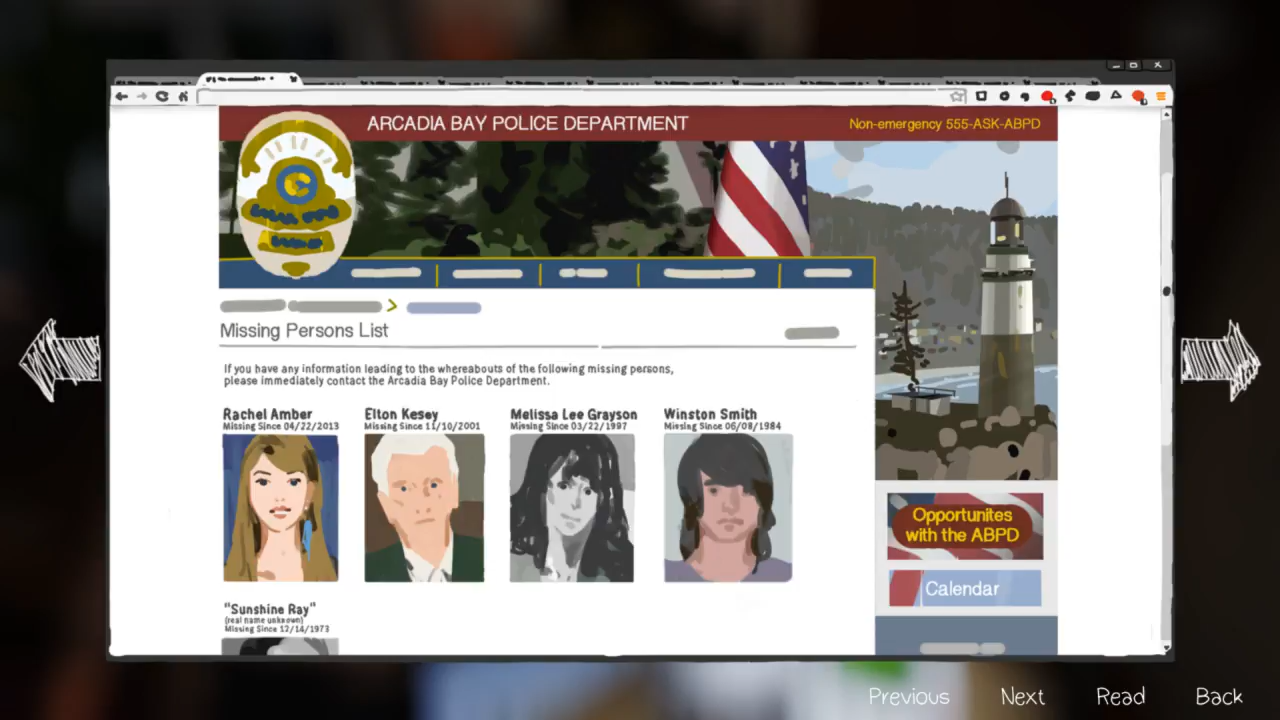 ARCADIA BAY POLICE DEPARTMENT
Non-emergency 555-ASK-ABPD
Missing Persons List
If you have any information leading to the whereabouts of the following missing persons,
please immediately contact the Arcadia Bay Police Department.
Rachel Amber
Missing Since 04/22/2013
Elton Kesey
Missing Since 11/10/2001
Melissa Lee Grayson
Missing Since 03/22/1997
Winston Smith
Missing Since 06/08/1984
"Sunshine Ray"
(real name unknown)
Missing Since 12/14/1973
Opportunites
with the ABPD
Calendar
Previous
Next
Read
Back